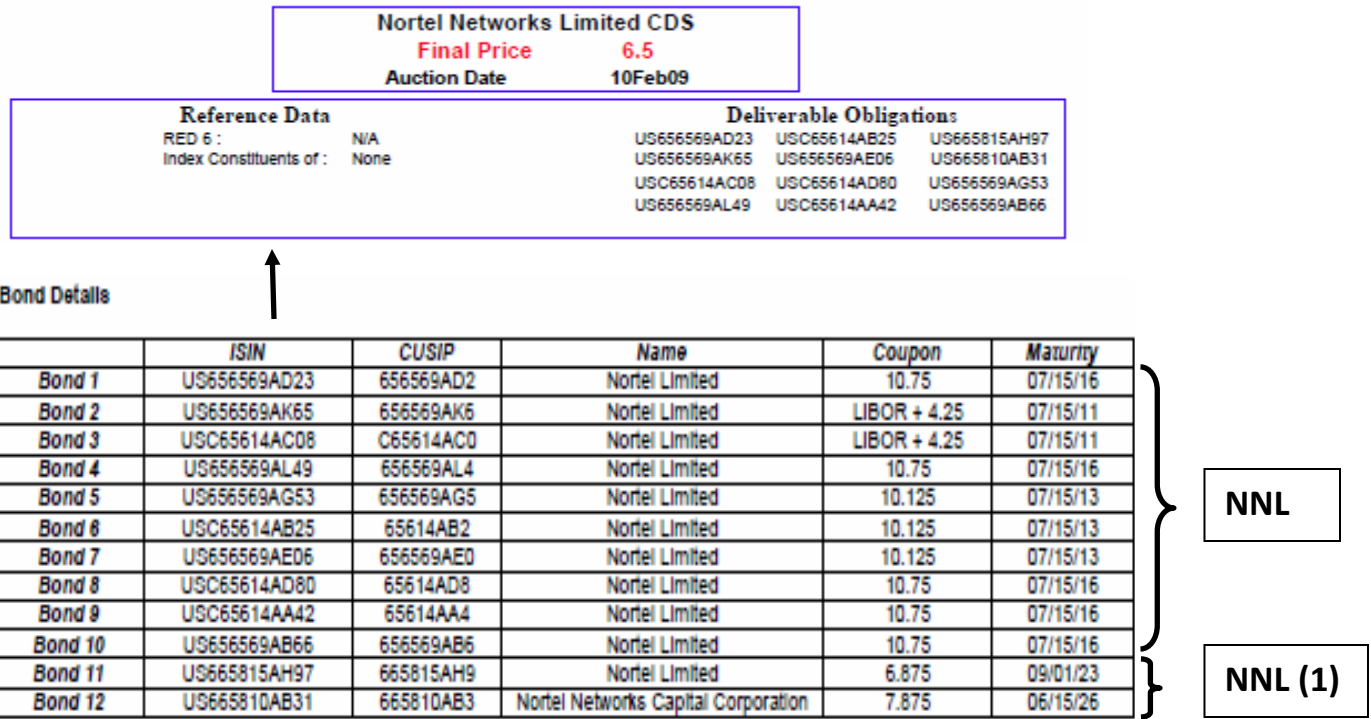 Nortel Networks Limited CDS
Final Price 6.5
Auction Date 10Feb09
Reference Data
RED 6 : N/A
Index Constituents of : None
Deliverable Obligations
US656569AD23 USC65614AB25 US665815AH97
US656569AK65 US656569AE06 US665810AB31
USC65614AC08 USC65614AD80 US656569AG53
US656569AL49 USC65614AA42 US656569AB66
Bond Details
ISIN CUSIP Name Coupon Maturity
Bond 1 US656569AD23 656569AD2 Nortel Limited 10.75 07/15/16
Bond 2 US656569AK65 656569AK6 Nortel Limited LIBOR + 4.25 07/15/11
Bond 3 USC65614AC08 C65614AC0 Nortel Limited LIBOR + 4.25 07/15/11
Bond 4 US656569AL49 656569AL4 Nortel Limited 10.75 07/15/16
Bond 5 US656569AG53 656569AG5 Nortel Limited 10.125 07/15/13
Bond 6 USC65614AB25 65614AB2 Nortel Limited 10.125 07/15/13
Bond 7 US656569AE06 656569AE0 Nortel Limited 10.125 07/15/13
Bond 8 USC65614AD80 65614AD8 Nortel Limited 10.75 07/15/16
Bond 9 USC65614AA42 65614AA4 Nortel Limited 10.75 07/15/16
Bond 10 US656569AB66 656569AB6 Nortel Limited 10.75 07/15/16
Bond 11 US665815AH97 665815AH9 Nortel Limited 6.875 09/01/23
Bond 12 US665810AB31 665810AB3 Nortel Networks Capital Corporation 7.875 06/15/26
NNL
NNL (1)